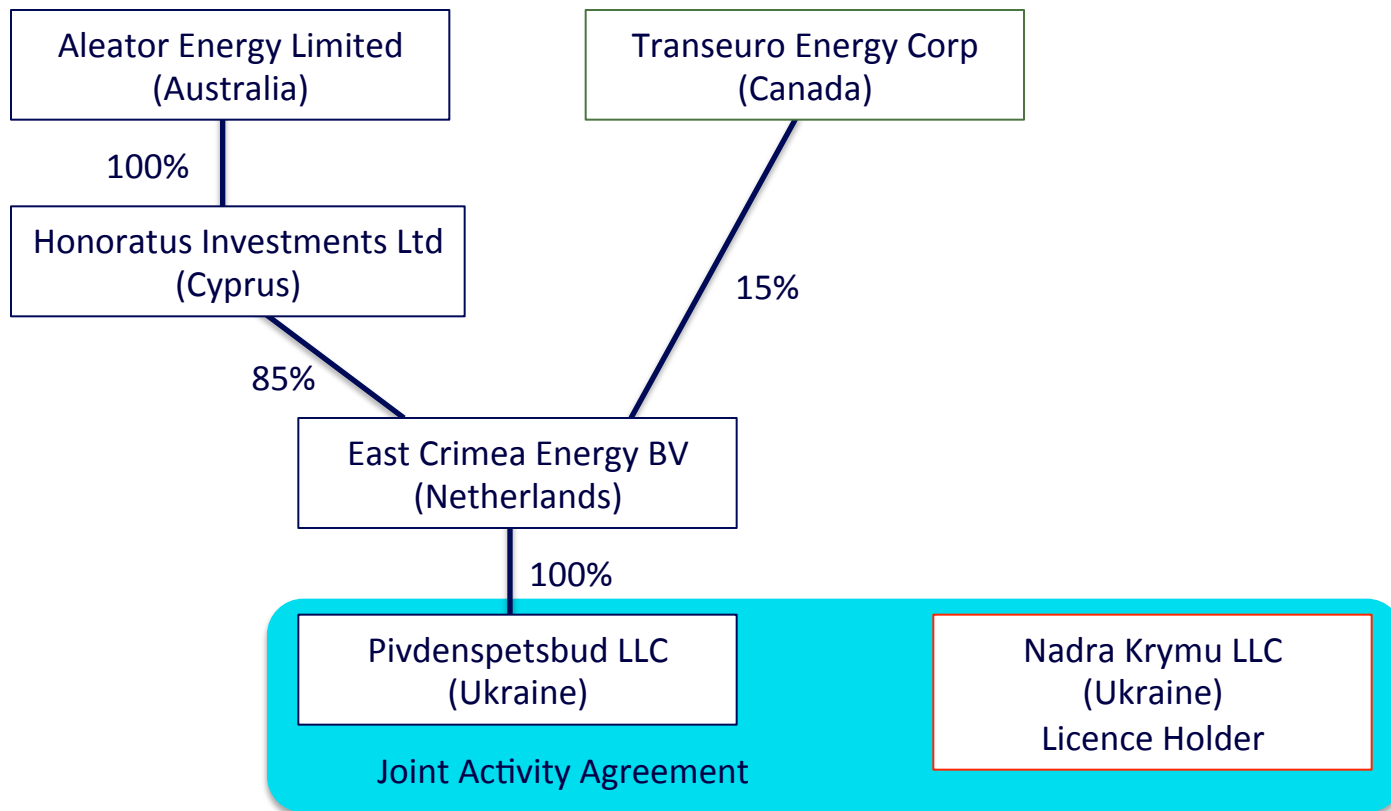 Aleator Energy Limited
(Australia)
Transeuro Energy Corp
(Canada)
100%
Honoratus Investments Ltd
(Cyprus)
15%
85%
East Crimea Energy BV
(Netherlands)
100%
Pivdenspetsbud LLC
(Ukraine)
Nadra Krymu LLC
(Ukraine)
Licence Holder
Joint Activity Agreement